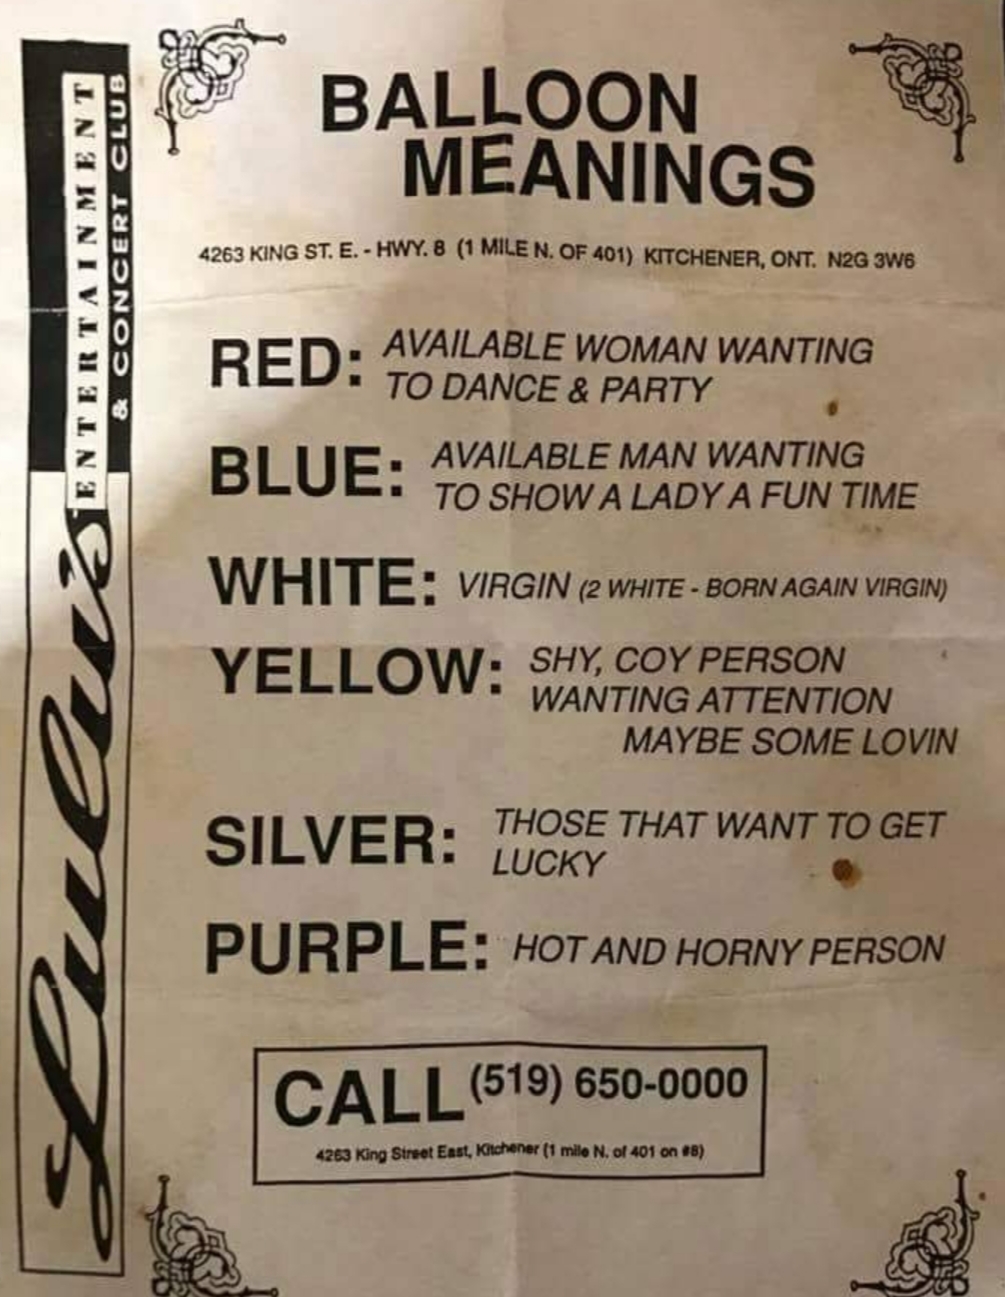 BALLOON
MEANINGS
4263 KING ST. E. - HWY. 8 (1 MILE N. OF 401) KITCHENER, ONT. N2G 3W6
RED: AVAILABLE WOMAN WANTING
TO DANCE & PARTY
BLUE: AVAILABLE MAN WANTING
TO SHOW A LADY A FUN TIME
WHITE: VIRGIN (2 WHITE - BORN AGAIN VIRGIN)
YELLOW: SHY, COY PERSON
WANTING ATTENTION
MAYBE SOME LOVIN
SILVER: THOSE THAT WANT TO GET
LUCKY
PURPLE: HOT AND HORNY PERSON
CALL (519) 650-0000
4263 King Street East, Kitchener (1 mile N. of 401 on #8)
Lulu's ENTERTAINMENT
& CONCERT CLUB